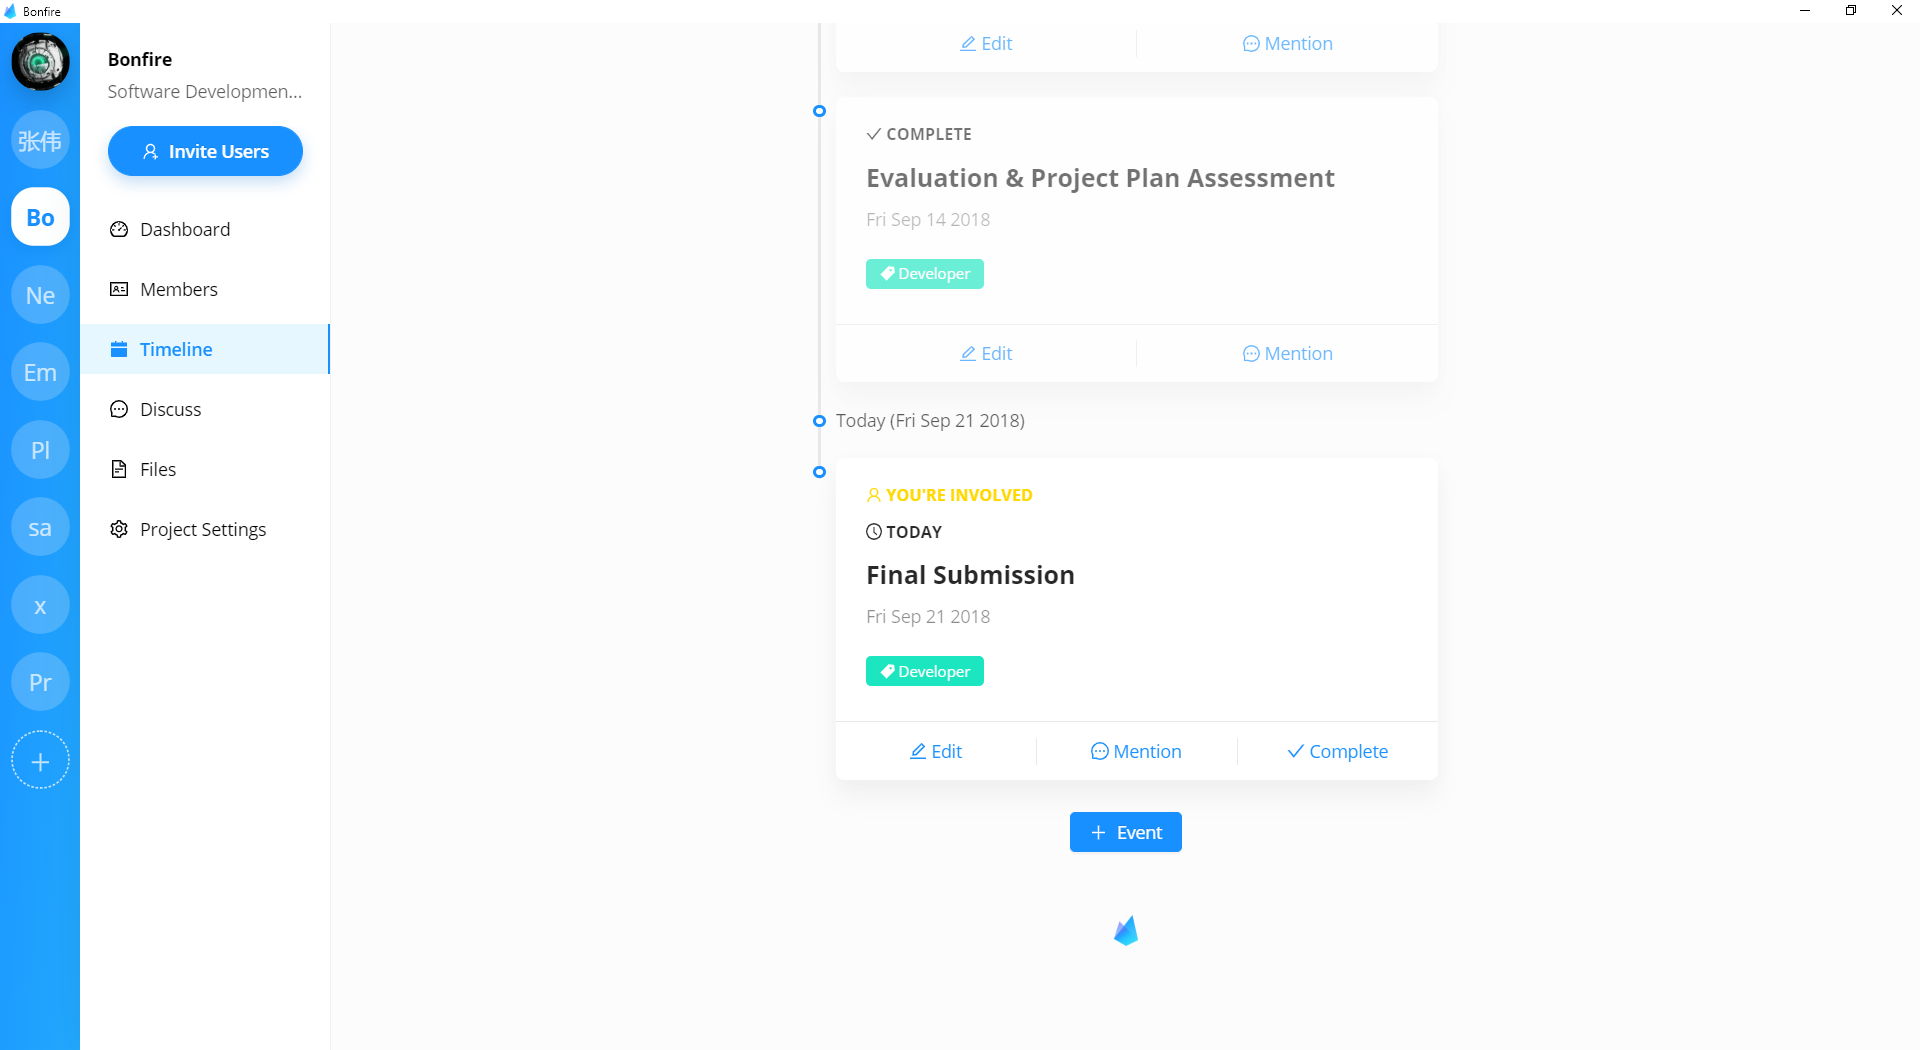 Bonfire
张伟
Bo
Ne
Em
Pl
sa
x
Pr
Bonfire
Software Developmen...
Invite Users
Dashboard
Members
Timeline
Discuss
Files
Project Settings
Edit
Mention
COMPLETE
Evaluation & Project Plan Assessment
Fri Sep 14 2018
Developer
Edit
Mention
Today (Fri Sep 21 2018)
YOU'RE INVOLVED
TODAY
Final Submission
Fri Sep 21 2018
Developer
Edit
Mention
Complete
Event